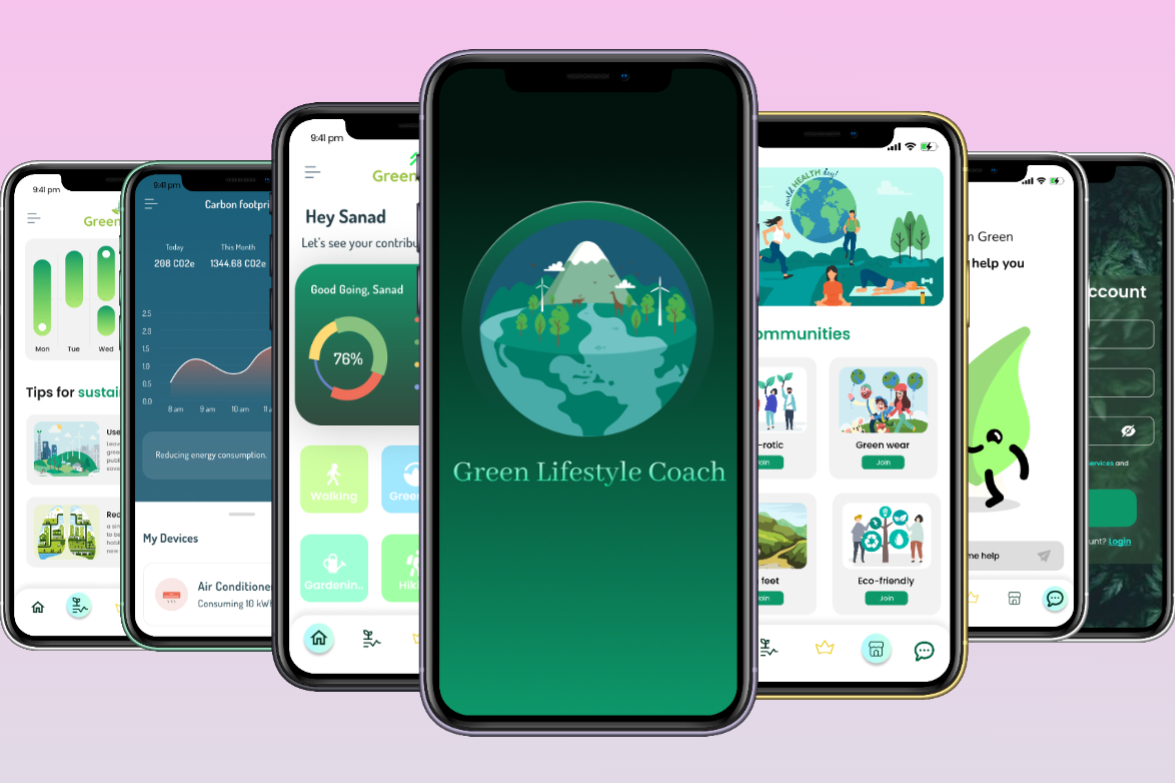 9:41 pm
Green
Mon Tue Wed
Tips for sustai
Use
Rec
9:41 pm
Carbon footpri
Today This Month
208 CO2e 1344.68 CO2e
2.5
2.0
1.5
1.0
0.5
0.0
8 am 9 am 10 am 11 a
Reducing energy consumption.
My Devices
Air Conditione
Consuming 10 kWh
9:41 pm
Green
Hey Sanad
Let's see your contribu
Good Going, Sanad
76%
Walking Gree
Gardenin.. Hik
Green Lifestyle Coach
world HEALTH day!
ommunities
-rotic Green wear
Join Join
feet Eco-friendly
Join Join
m Green
help you
me help
ccount
ervices and
unt? Login